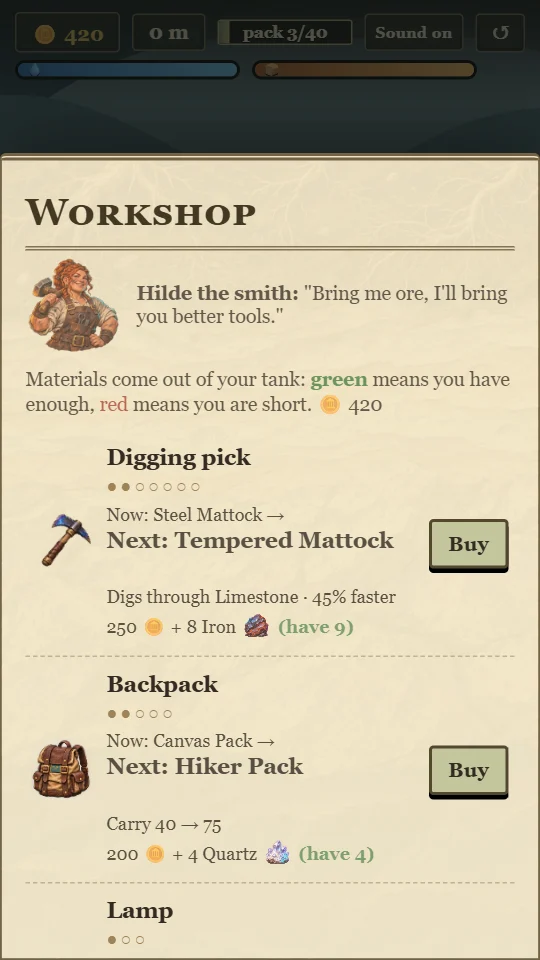 420
0 m
pack 3/40
Sound on
↺
WORKSHOP
Hilde the smith: "Bring me ore, I'll bring
you better tools."
Materials come out of your tank: green means you have
enough, red means you are short. 420
Digging pick
Now: Steel Mattock →
Next: Tempered Mattock
Buy
Digs through Limestone · 45% faster
250 + 8 Iron (have 9)
Backpack
Now: Canvas Pack →
Next: Hiker Pack
Buy
Carry 40 → 75
200 + 4 Quartz (have 4)
Lamp